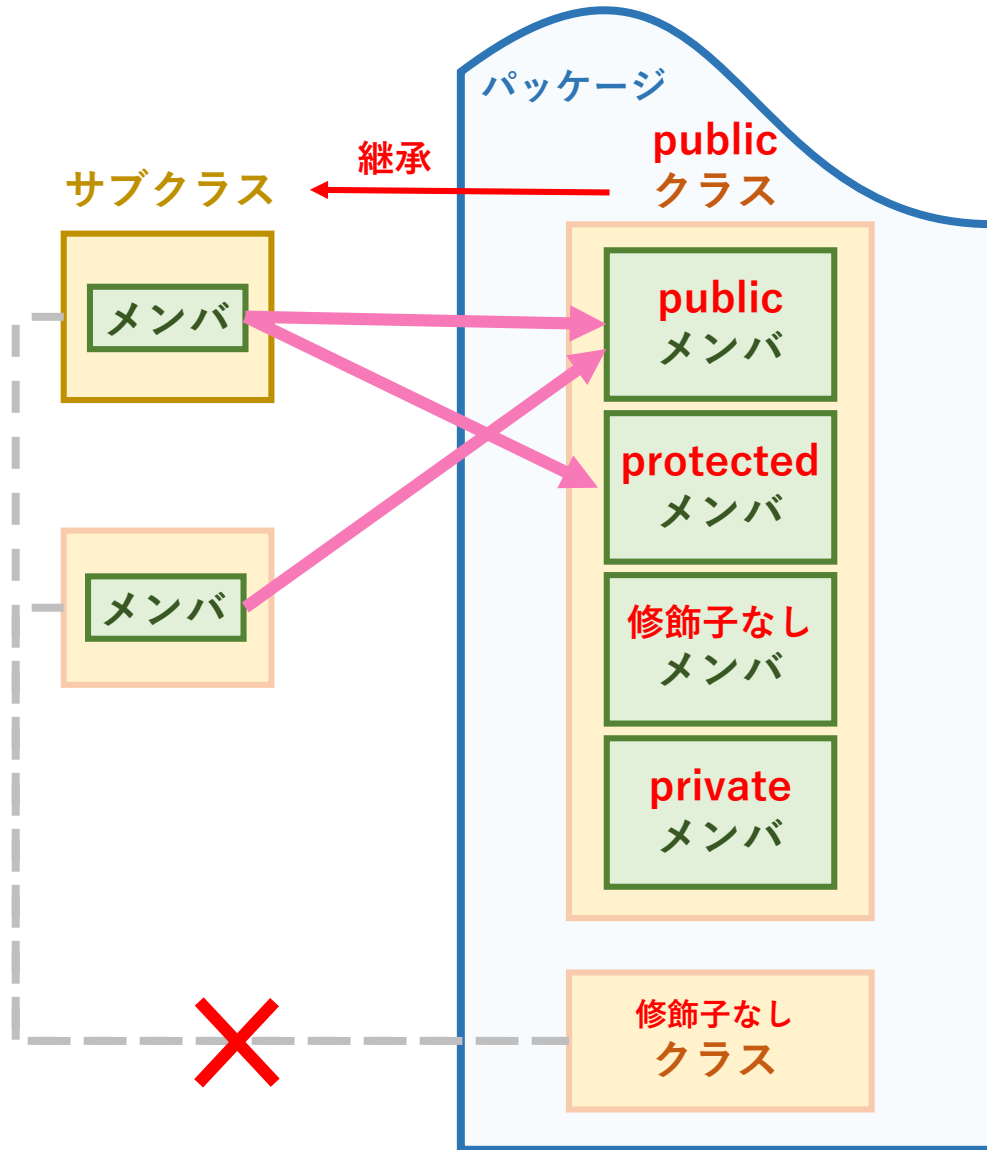 パッケージ
public
クラス
継承
サブクラス
メンバ
メンバ
public
メンバ
protected
メンバ
修飾子なし
メンバ
private
メンバ
修飾子なし
クラス